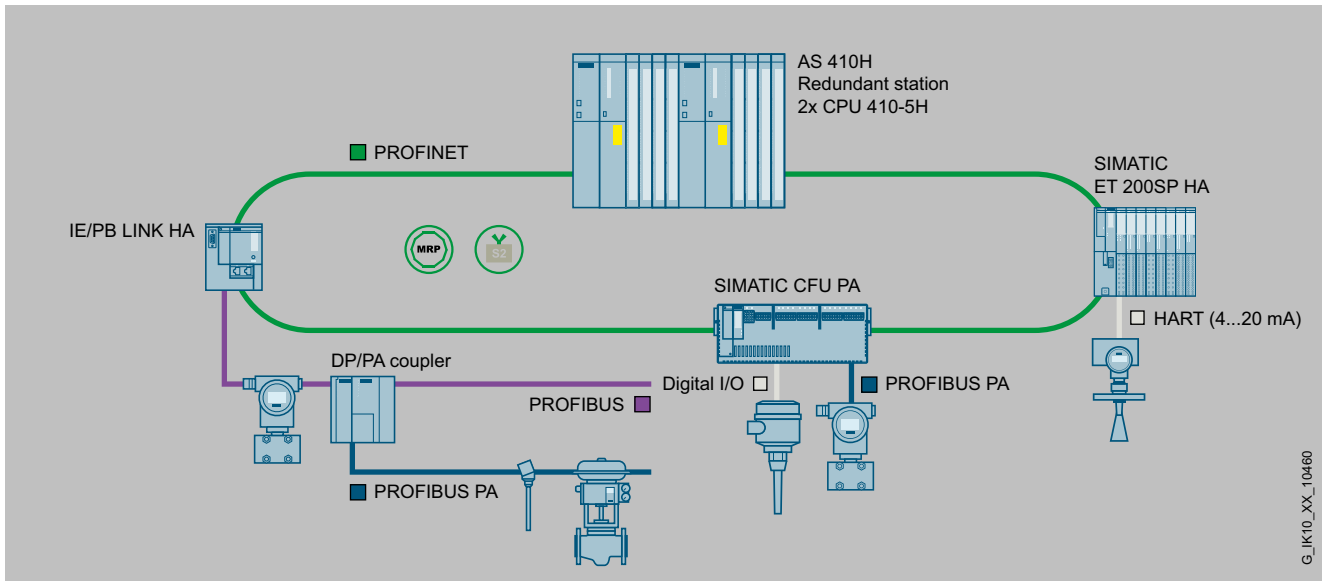 AS 410H
Redundant station
2x CPU 410-5H
PROFINET
SIMATIC
ET 200SP HA
IE/PB LINK HA
MRP
S2
SIMATIC CFU PA
HART (4...20 mA)
DP/PA coupler
Digital I/O
PROFIBUS PA
PROFIBUS
PROFIBUS PA
G_IK10_XX_10460